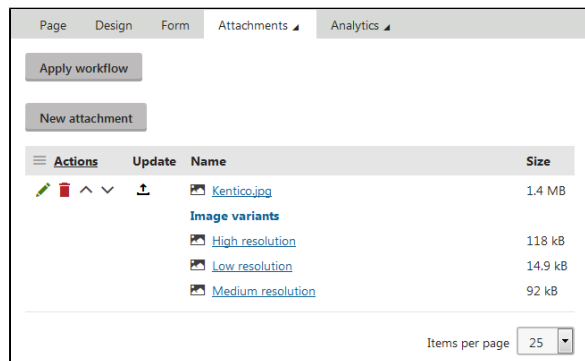 Page Design Form Attachments Analytics
Apply workflow
New attachment
Actions Update Name Size
Kentico.jpg 1.4 MB
Image variants
High resolution 118 kB
Low resolution 14.9 kB
Medium resolution 92 kB
Items per page 25